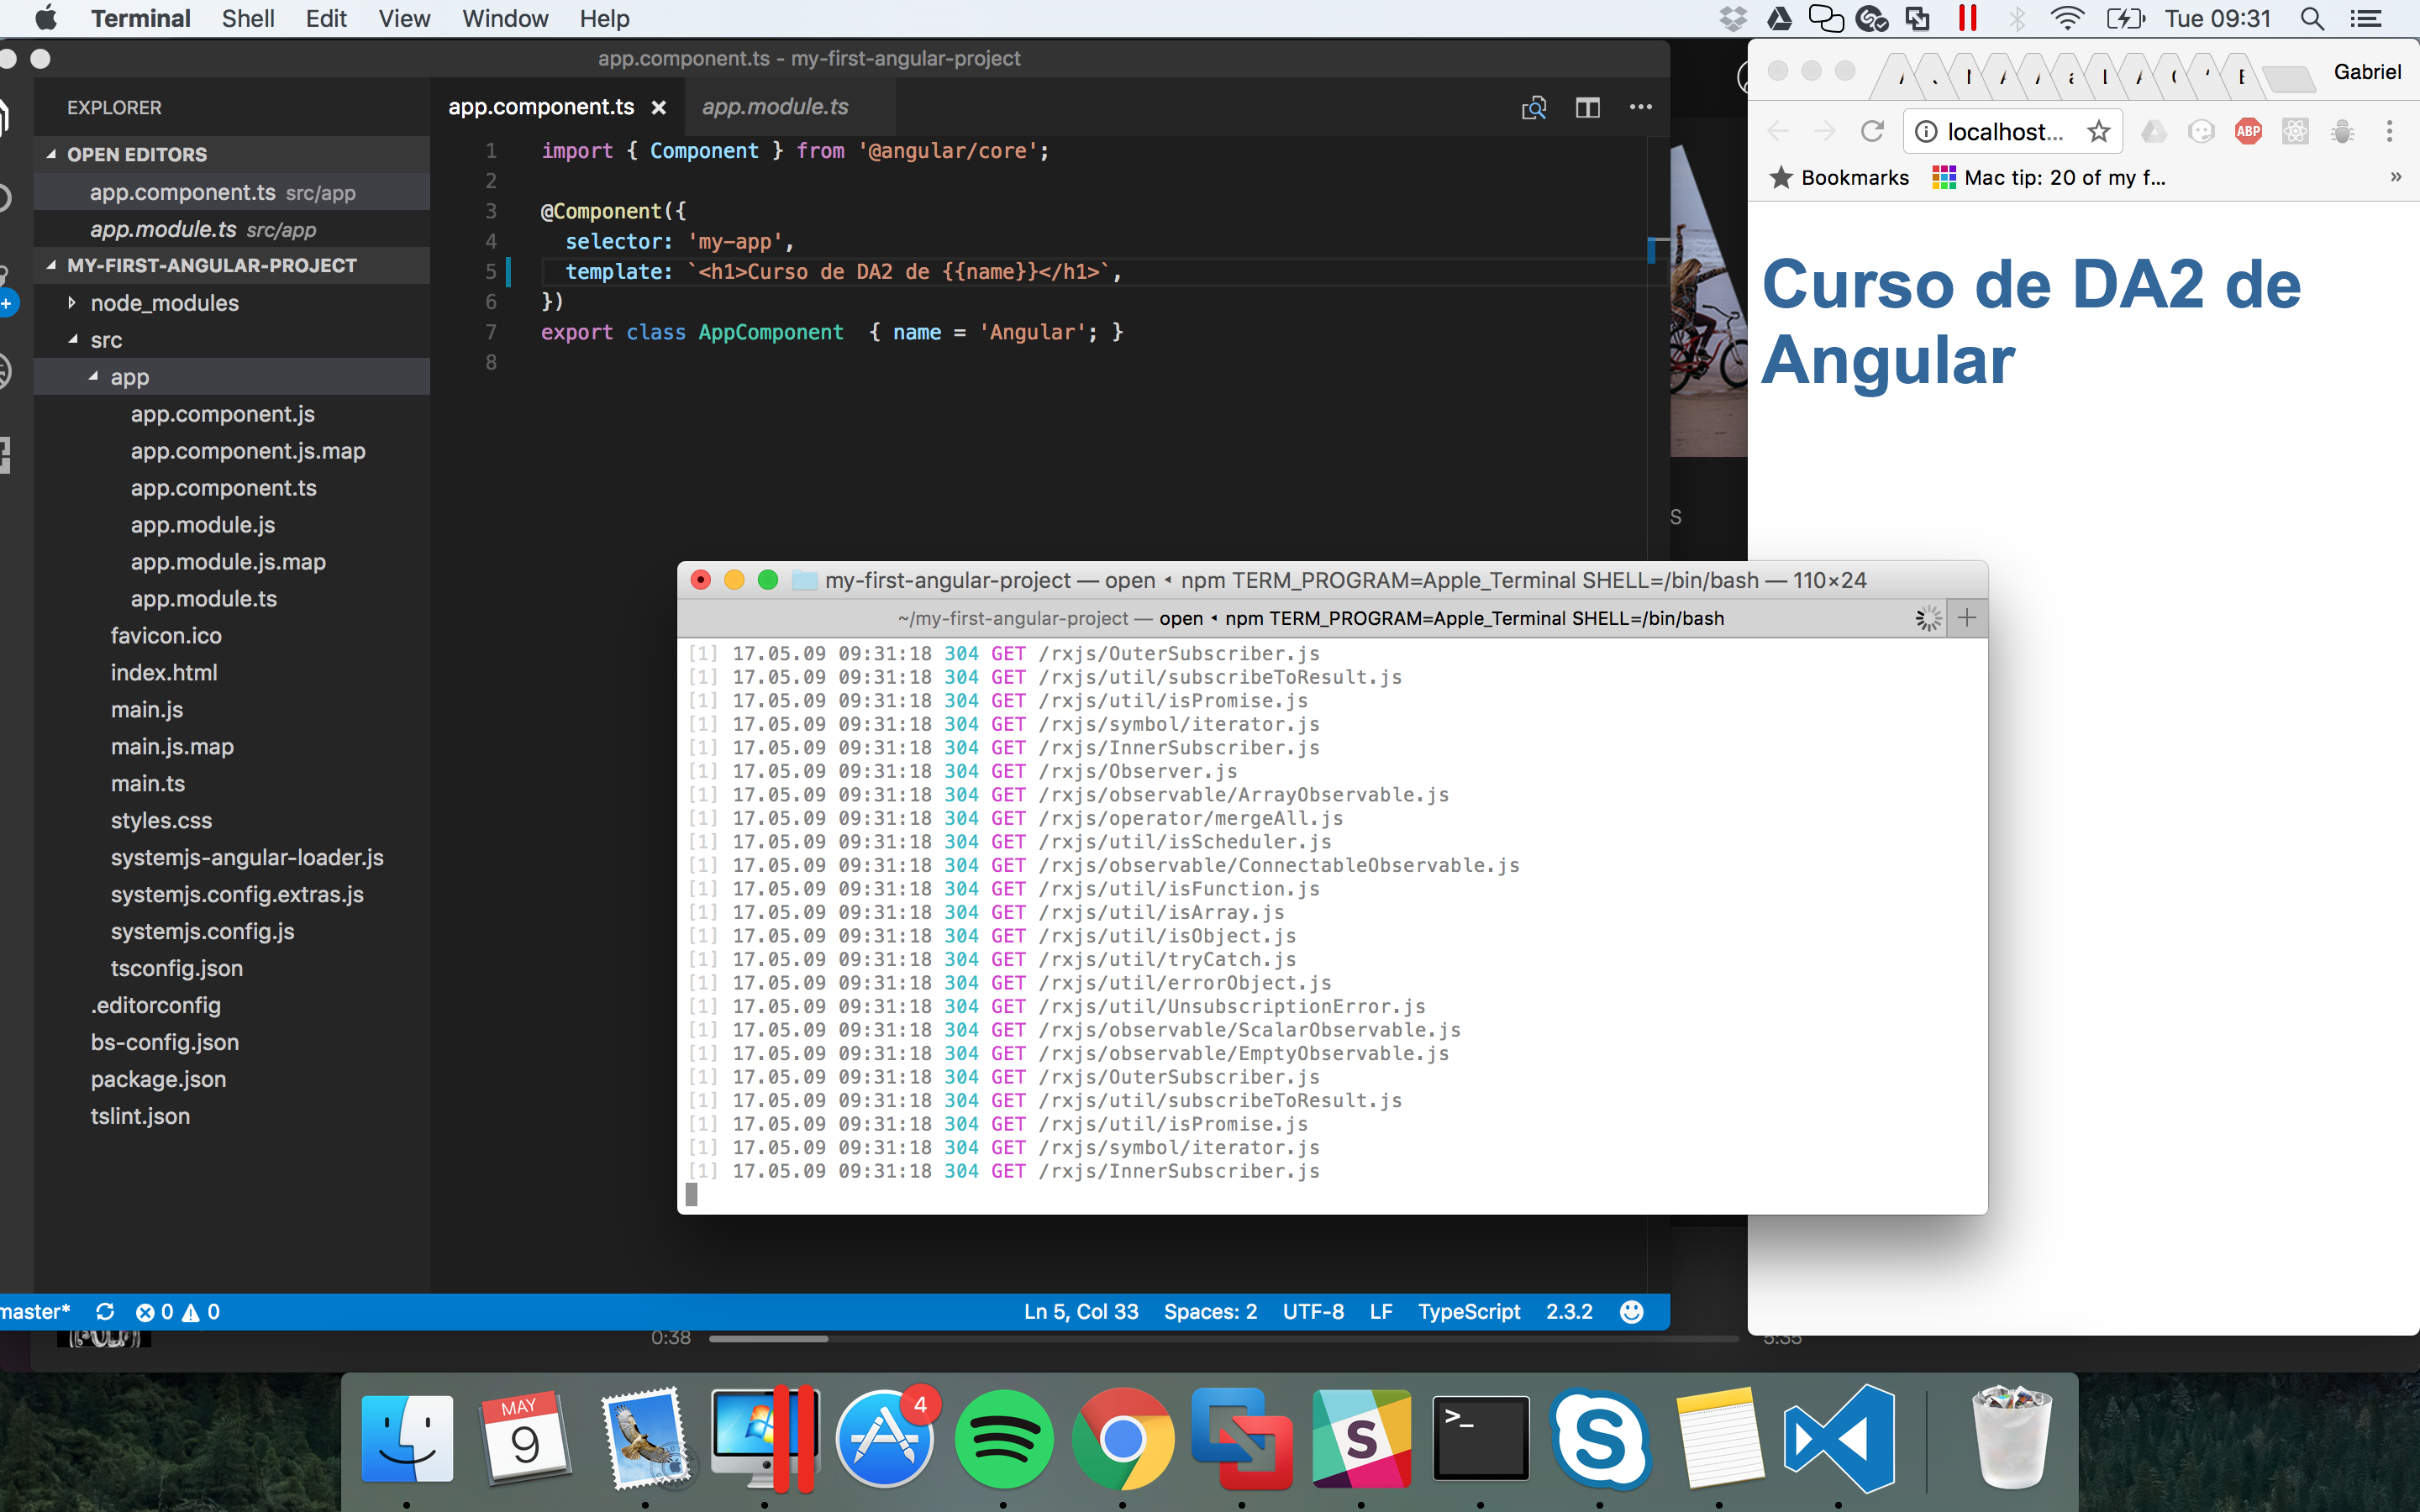 Terminal Shell Edit View Window Help
Tue 09:31
app.component.ts - my-first-angular-project
EXPLORER
OPEN EDITORS
app.component.ts src/app
app.module.ts src/app
MY-FIRST-ANGULAR-PROJECT
node_modules
src
app
app.component.js
app.component.js.map
app.component.ts
app.module.js
app.module.js.map
app.module.ts
favicon.ico
index.html
main.js
main.js.map
main.ts
styles.css
systemjs-angular-loader.js
systemjs.config.extras.js
systemjs.config.js
tsconfig.json
.editorconfig
bs-config.json
package.json
tslint.json
app.component.ts app.module.ts
1 import { Component } from '@angular/core';
2
3 @Component({
4 selector: 'my-app',
5 template: `<h1>Curso de DA2 de {{name}}</h1>`,
6 })
7 export class AppComponent { name = 'Angular'; }
8
Gabriel
localhost...
ABP
Bookmarks Mac tip: 20 of my f... »
Curso de DA2 de
Angular
my-first-angular-project — open ◂ npm TERM_PROGRAM=Apple_Terminal SHELL=/bin/bash — 110×24
~/my-first-angular-project — open ◂ npm TERM_PROGRAM=Apple_Terminal SHELL=/bin/bash
[1] 17.05.09 09:31:18 304 GET /rxjs/OuterSubscriber.js
[1] 17.05.09 09:31:18 304 GET /rxjs/util/subscribeToResult.js
[1] 17.05.09 09:31:18 304 GET /rxjs/util/isPromise.js
[1] 17.05.09 09:31:18 304 GET /rxjs/symbol/iterator.js
[1] 17.05.09 09:31:18 304 GET /rxjs/InnerSubscriber.js
[1] 17.05.09 09:31:18 304 GET /rxjs/Observer.js
[1] 17.05.09 09:31:18 304 GET /rxjs/observable/ArrayObservable.js
[1] 17.05.09 09:31:18 304 GET /rxjs/operator/mergeAll.js
[1] 17.05.09 09:31:18 304 GET /rxjs/util/isScheduler.js
[1] 17.05.09 09:31:18 304 GET /rxjs/observable/ConnectableObservable.js
[1] 17.05.09 09:31:18 304 GET /rxjs/util/isFunction.js
[1] 17.05.09 09:31:18 304 GET /rxjs/util/isArray.js
[1] 17.05.09 09:31:18 304 GET /rxjs/util/isObject.js
[1] 17.05.09 09:31:18 304 GET /rxjs/util/tryCatch.js
[1] 17.05.09 09:31:18 304 GET /rxjs/util/errorObject.js
[1] 17.05.09 09:31:18 304 GET /rxjs/util/UnsubscriptionError.js
[1] 17.05.09 09:31:18 304 GET /rxjs/observable/ScalarObservable.js
[1] 17.05.09 09:31:18 304 GET /rxjs/observable/EmptyObservable.js
[1] 17.05.09 09:31:18 304 GET /rxjs/OuterSubscriber.js
[1] 17.05.09 09:31:18 304 GET /rxjs/util/subscribeToResult.js
[1] 17.05.09 09:31:18 304 GET /rxjs/util/isPromise.js
[1] 17.05.09 09:31:18 304 GET /rxjs/symbol/iterator.js
[1] 17.05.09 09:31:18 304 GET /rxjs/InnerSubscriber.js
master* 0 0
Ln 5, Col 33 Spaces: 2 UTF-8 LF TypeScript 2.3.2
0:38
5:35
MAY
9
4
S
>_
S